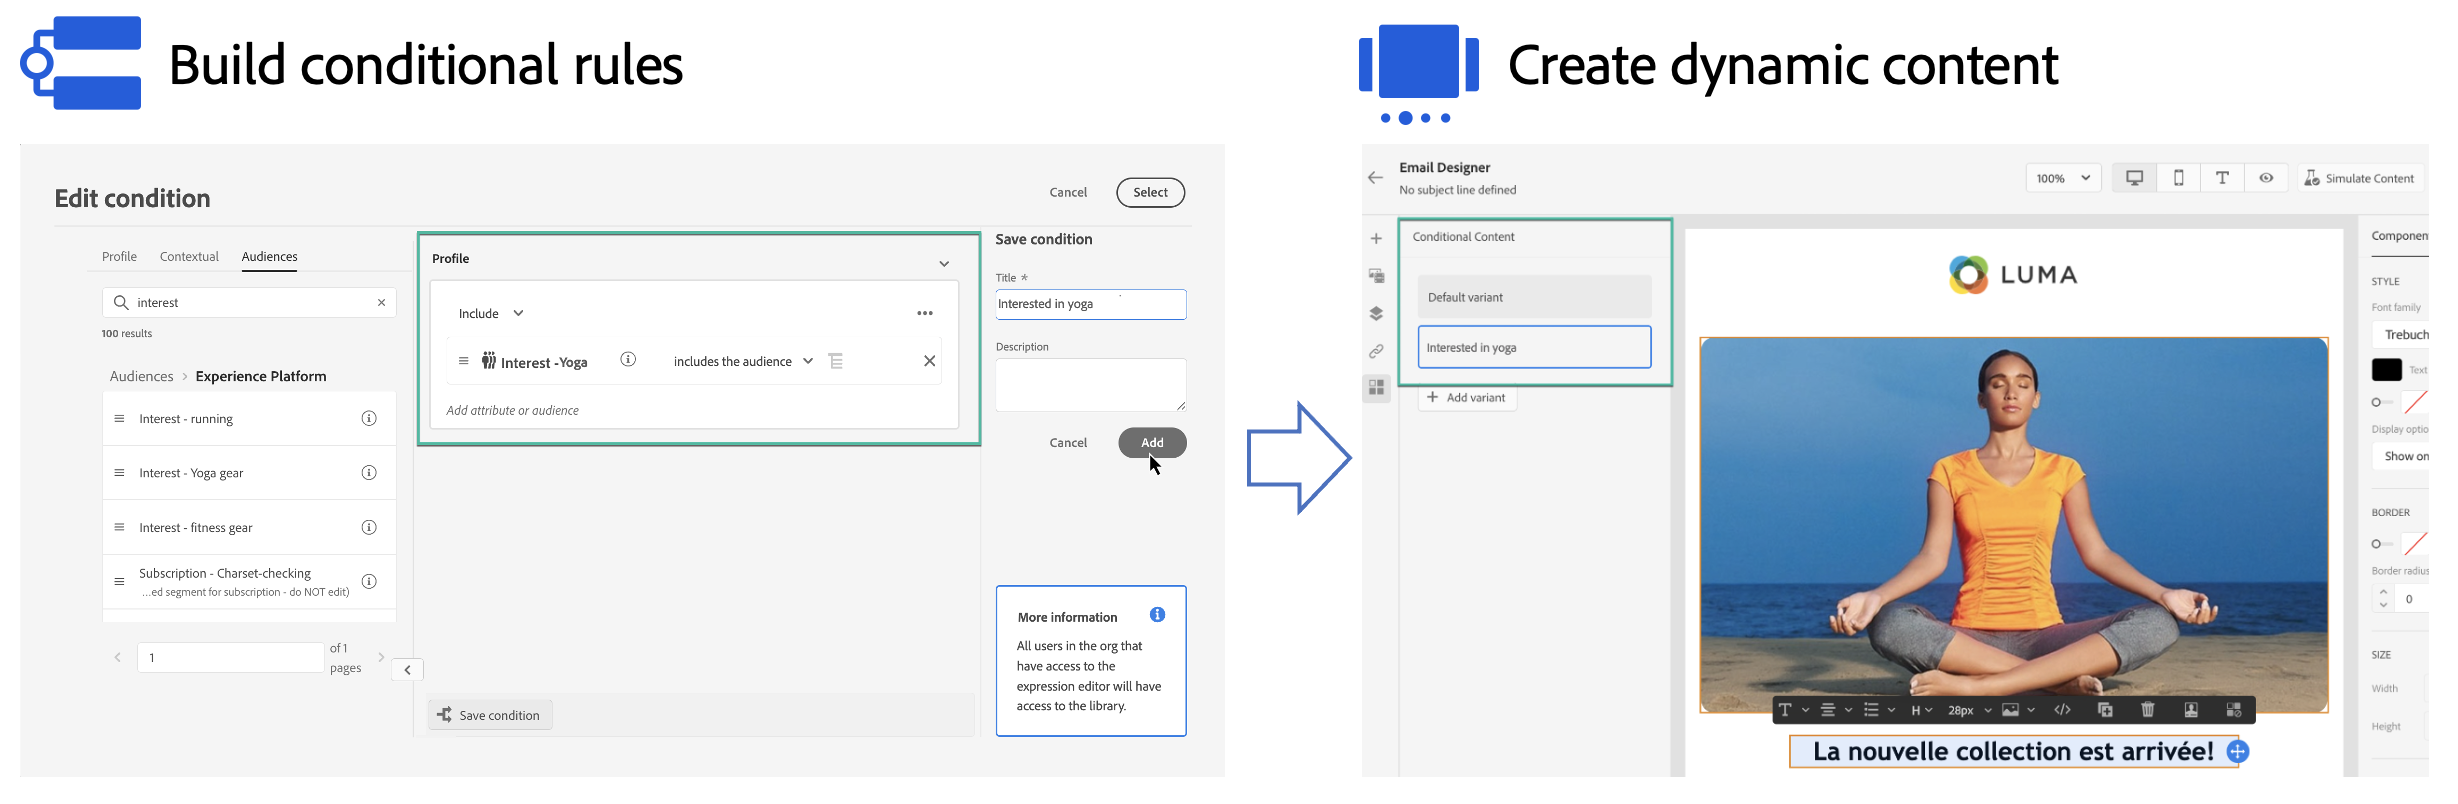 Build conditional rules
Edit condition
Cancel
Select
Profile
Contextual
Audiences
interest
100 results
Audiences > Experience Platform
Interest - running
Interest - Yoga gear
Interest - fitness gear
Subscription - Charset-checking
...ed segment for subscription - do NOT edit)
1
of 1
pages
Profile
Include
Interest -Yoga
includes the audience
Add attribute or audience
Save condition
Save condition
Title *
Interested in yoga
Description
Cancel
Add
More information
All users in the org that
have access to the
expression editor will have
access to the library.
Create dynamic content
Email Designer
No subject line defined
100%
Simulate Content
Conditional Content
Default variant
Interested in yoga
+ Add variant
LUMA
H
28px
La nouvelle collection est arrivée!
Componen
STYLE
Font family
Trebuch
Text
Display optio
Show on
BORDER
Border radius
0
SIZE
Width
Height